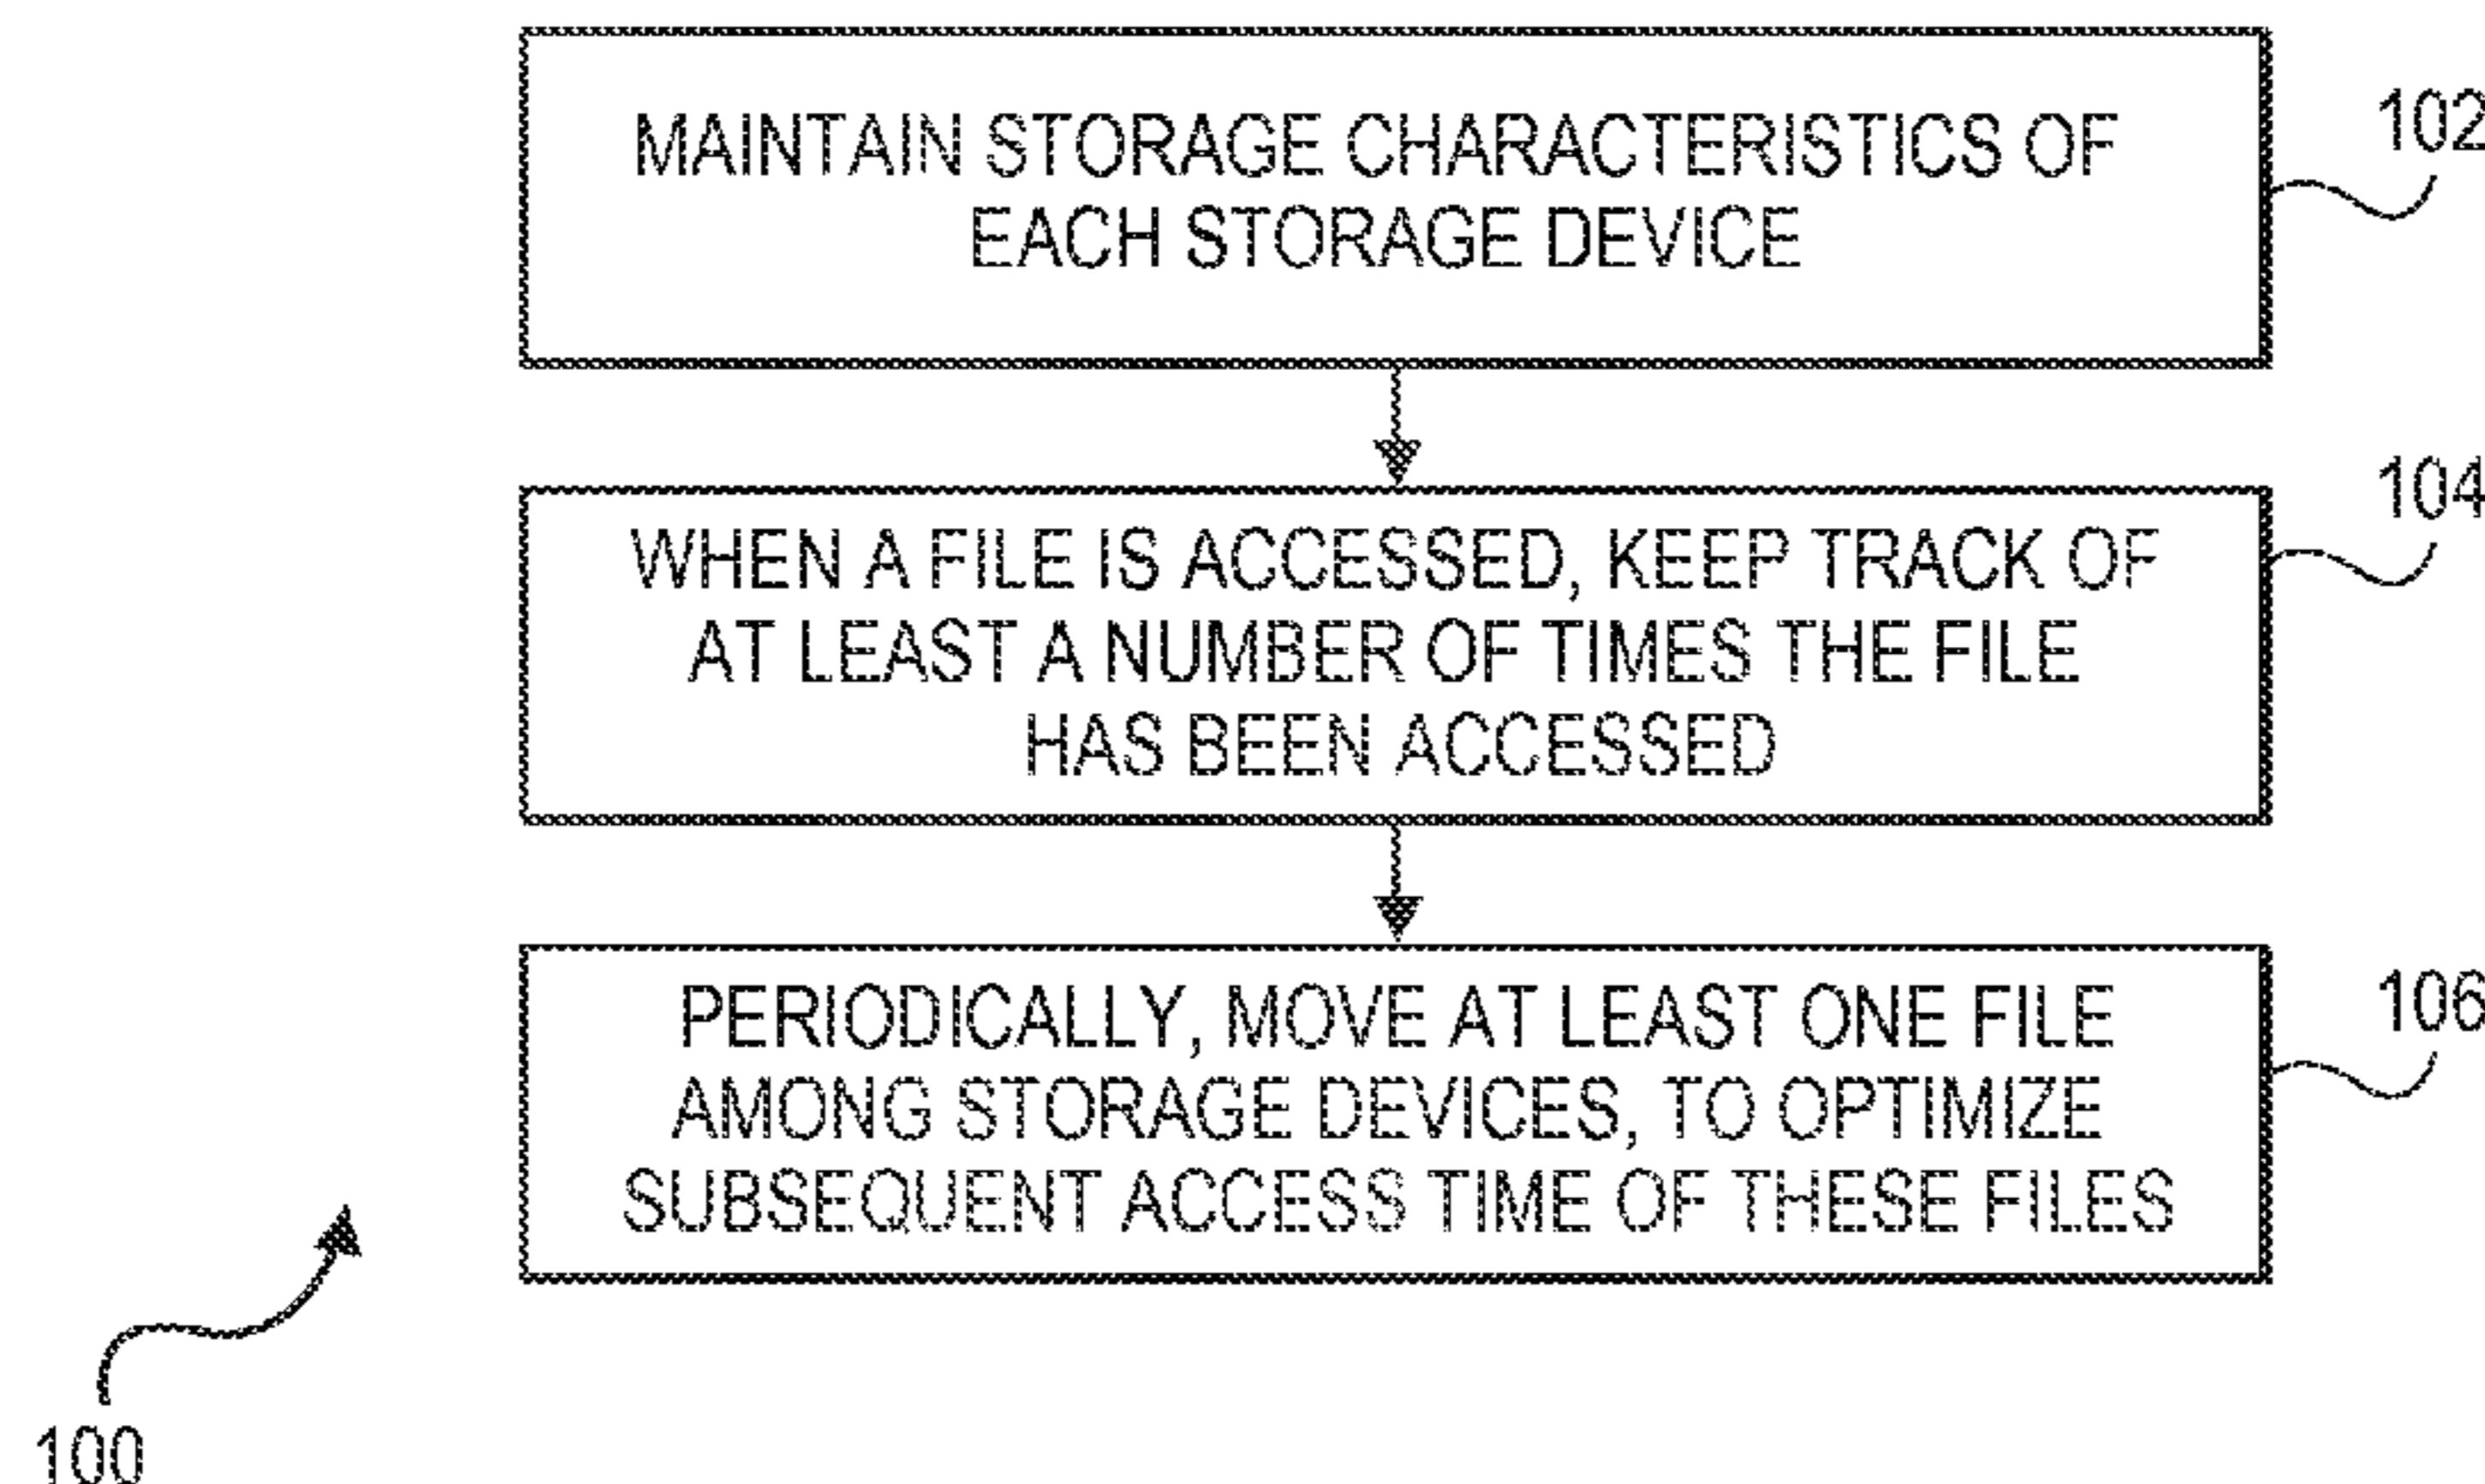 MAINTAIN STORAGE CHARACTERISTICS OF
EACH STORAGE DEVICE
102
WHEN A FILE IS ACCESSED, KEEP TRACK OF
AT LEAST A NUMBER OF TIMES THE FILE
HAS BEEN ACCESSED
104
PERIODICALLY, MOVE AT LEAST ONE FILE
AMONG STORAGE DEVICES, TO OPTIMIZE
SUBSEQUENT ACCESS TIME OF THESE FILES
106
100